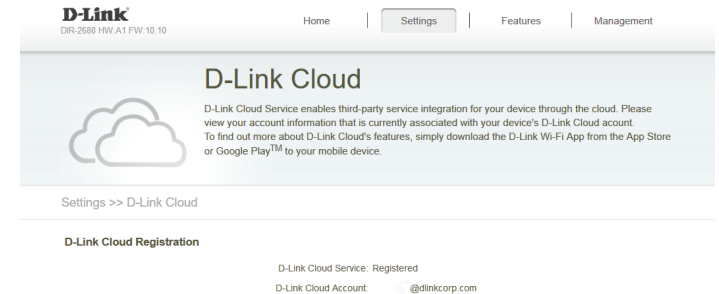 D-Link
DIR-2680 HW:A1 FW:10.10
Home Settings Features Management
D-Link Cloud
D-Link Cloud Service enables third-party service integration for your device through the cloud. Please
view your account information that is currently associated with your device's D-Link Cloud acount.
To find out more about D-Link Cloud's features, simply download the D-Link Wi-Fi App from the App Store
or Google Play™ to your mobile device.
Settings >> D-Link Cloud
D-Link Cloud Registration
D-Link Cloud Service: Registered
D-Link Cloud Account: @dlinkcorp.com